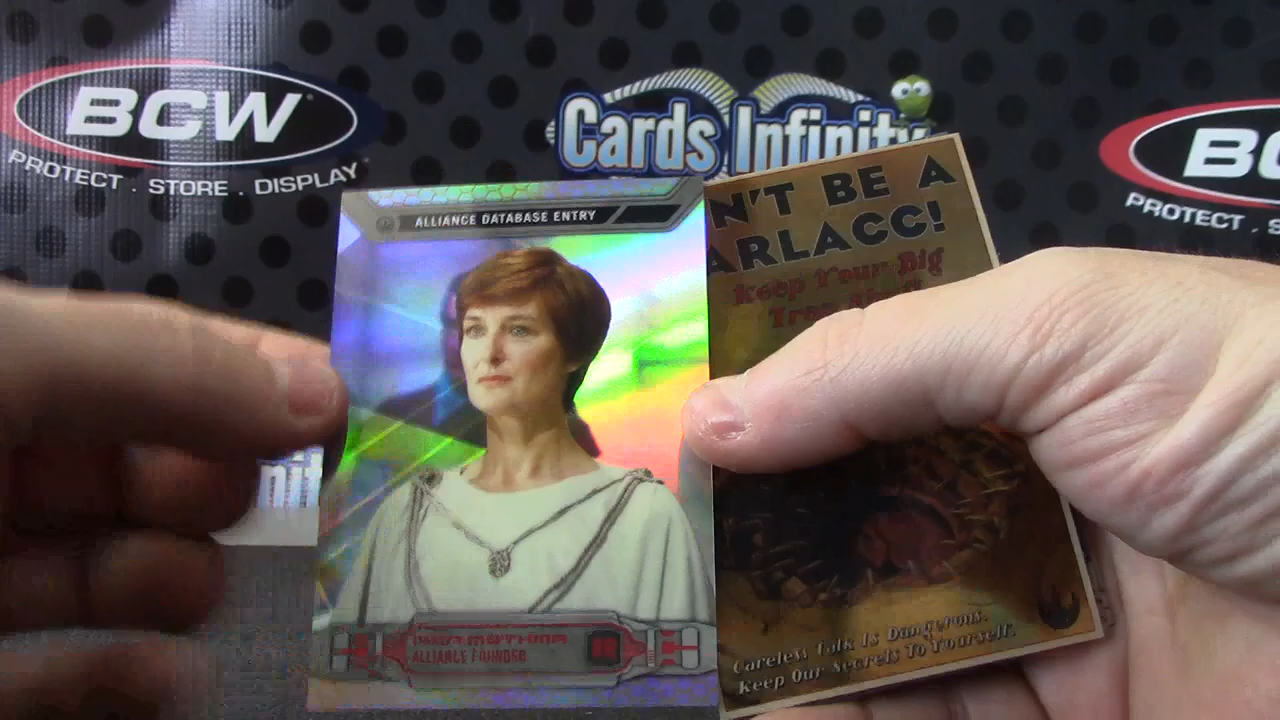 BCW
PROTECT . STORE . DISPLAY
Cards Infinity
BC
PROTECT . S
ALLIANCE DATABASE ENTRY
ALLIANCE FOUNDER
N'T BE A
ARLACC!
Keep Your Big
Careless Talk Is Dangerous.
Keep Our Secrets To Yourself.
nit